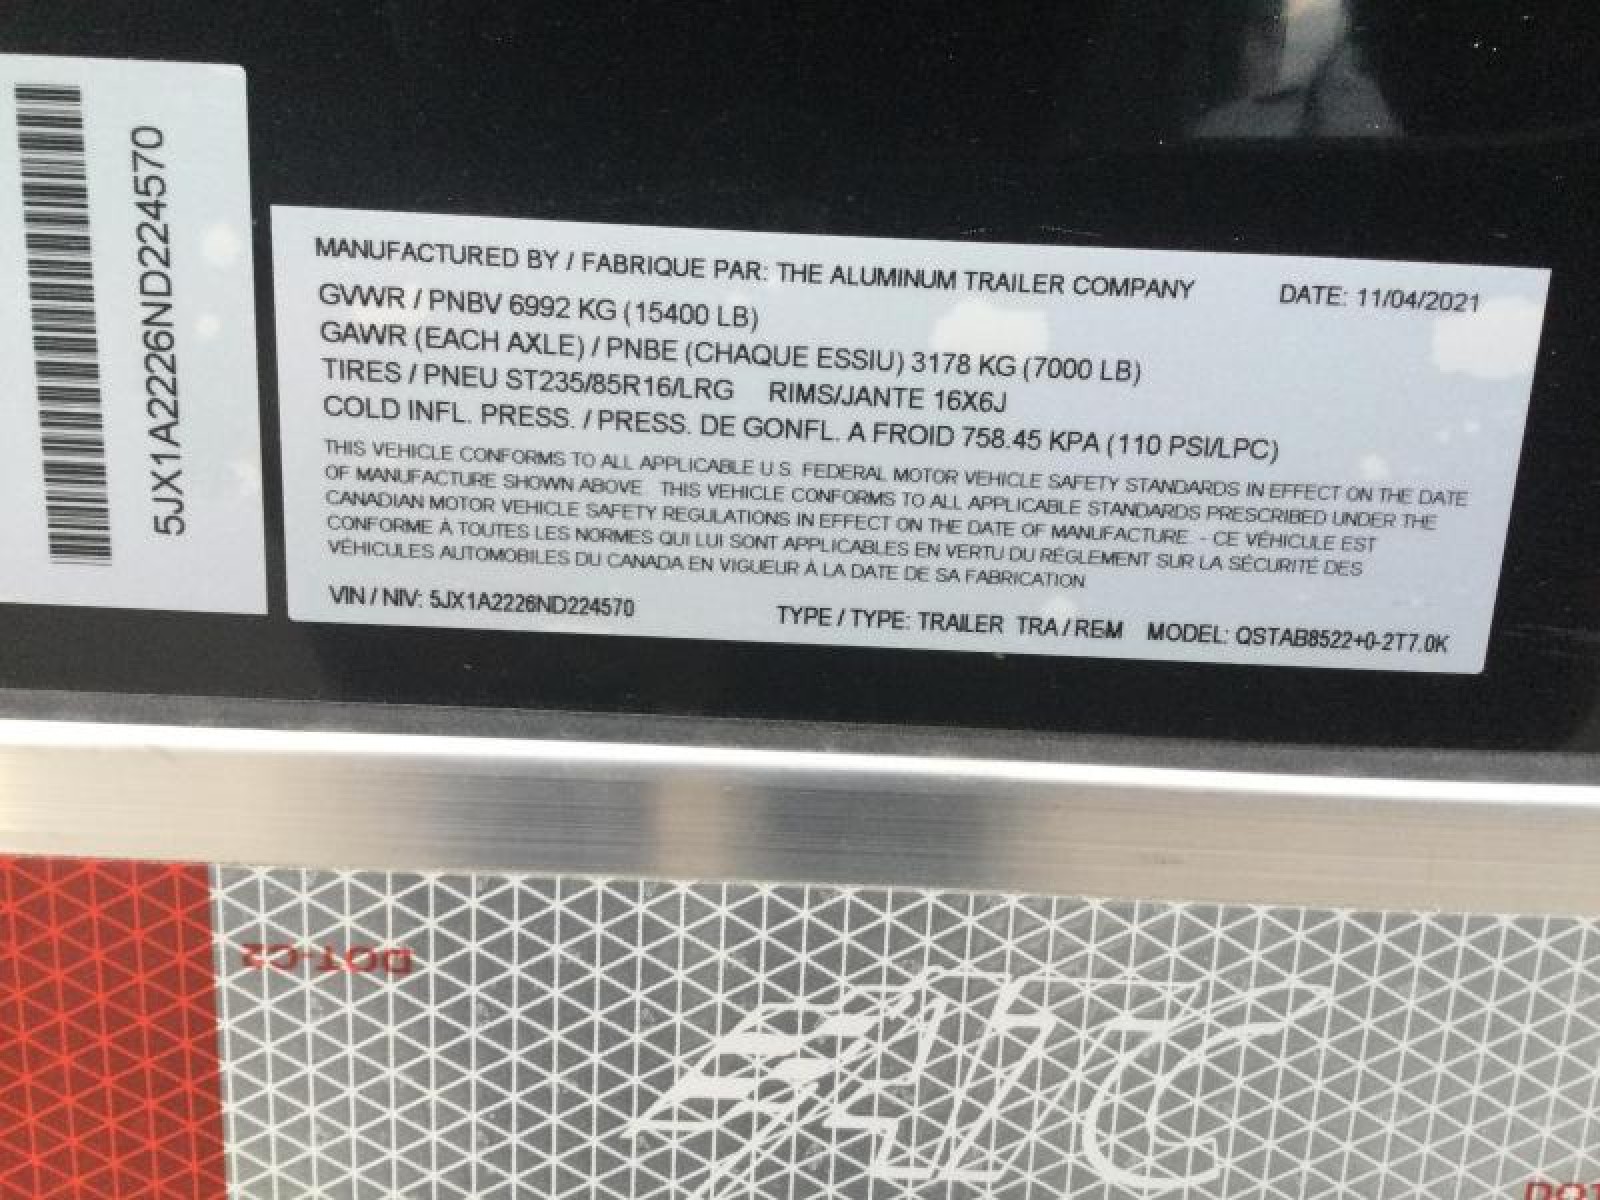 5JX1A2226ND224570
MANUFACTURED BY / FABRIQUE PAR: THE ALUMINUM TRAILER COMPANY DATE: 11/04/2021
GVWR / PNBV 6992 KG (15400 LB)
GAWR (EACH AXLE) / PNBE (CHAQUE ESSIU) 3178 KG (7000 LB)
TIRES / PNEU ST235/85R16/LRG RIMS/JANTE 16X6J
COLD INFL. PRESS. / PRESS. DE GONFL. A FROID 758.45 KPA (110 PSI/LPC)
THIS VEHICLE CONFORMS TO ALL APPLICABLE U.S. FEDERAL MOTOR VEHICLE SAFETY STANDARDS IN EFFECT ON THE DATE
OF MANUFACTURE SHOWN ABOVE. THIS VEHICLE CONFORMS TO ALL APPLICABLE STANDARDS PRESCRIBED UNDER THE
CANADIAN MOTOR VEHICLE SAFETY REGULATIONS IN EFFECT ON THE DATE OF MANUFACTURE. - CE VÉHICULE EST
CONFORME À TOUTES LES NORMES QUI LUI SONT APPLICABLES EN VERTU DU RÉGLEMENT SUR LA SÉCURITÉ DES
VÉHICULES AUTOMOBILES DU CANADA EN VIGUEUR À LA DATE DE SA FABRICATION.
VIN / NIV: 5JX1A2226ND224570 TYPE / TYPE: TRAILER TRA / REM MODEL: QSTAB8522+0-2T7.0K
DOT-C2
ATC